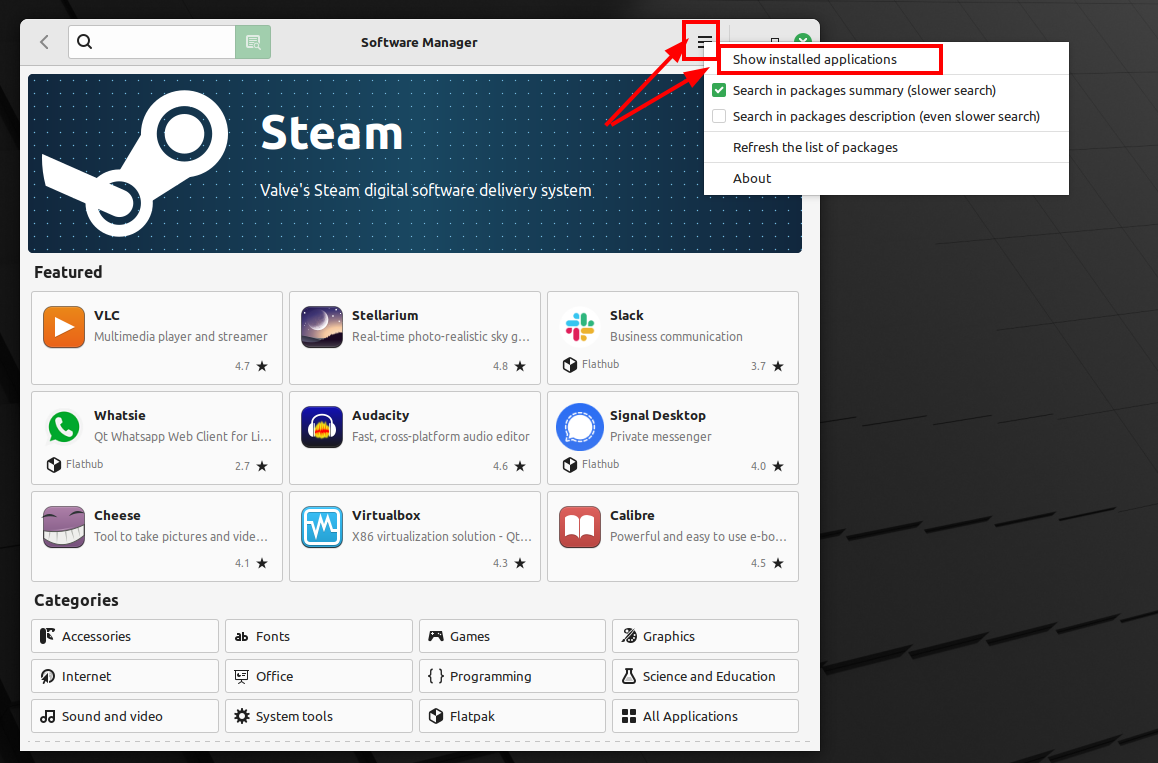 Software Manager
Show installed applications
Search in packages summary (slower search)
Search in packages description (even slower search)
Refresh the list of packages
About
Steam
Valve's Steam digital software delivery system
Featured
VLC
Multimedia player and streamer
4.7
Stellarium
Real-time photo-realistic sky g...
4.8
Slack
Business communication
Flathub
3.7
Whatsie
Qt Whatsapp Web Client for Li...
Flathub
2.7
Audacity
Fast, cross-platform audio editor
4.6
Signal Desktop
Private messenger
Flathub
4.0
Cheese
Tool to take pictures and vide...
4.1
Virtualbox
X86 virtualization solution - Qt...
4.3
Calibre
Powerful and easy to use e-bo...
4.5
Categories
Accessories
ab Fonts
Games
Graphics
Internet
Office
{ } Programming
Science and Education
Sound and video
System tools
Flatpak
All Applications